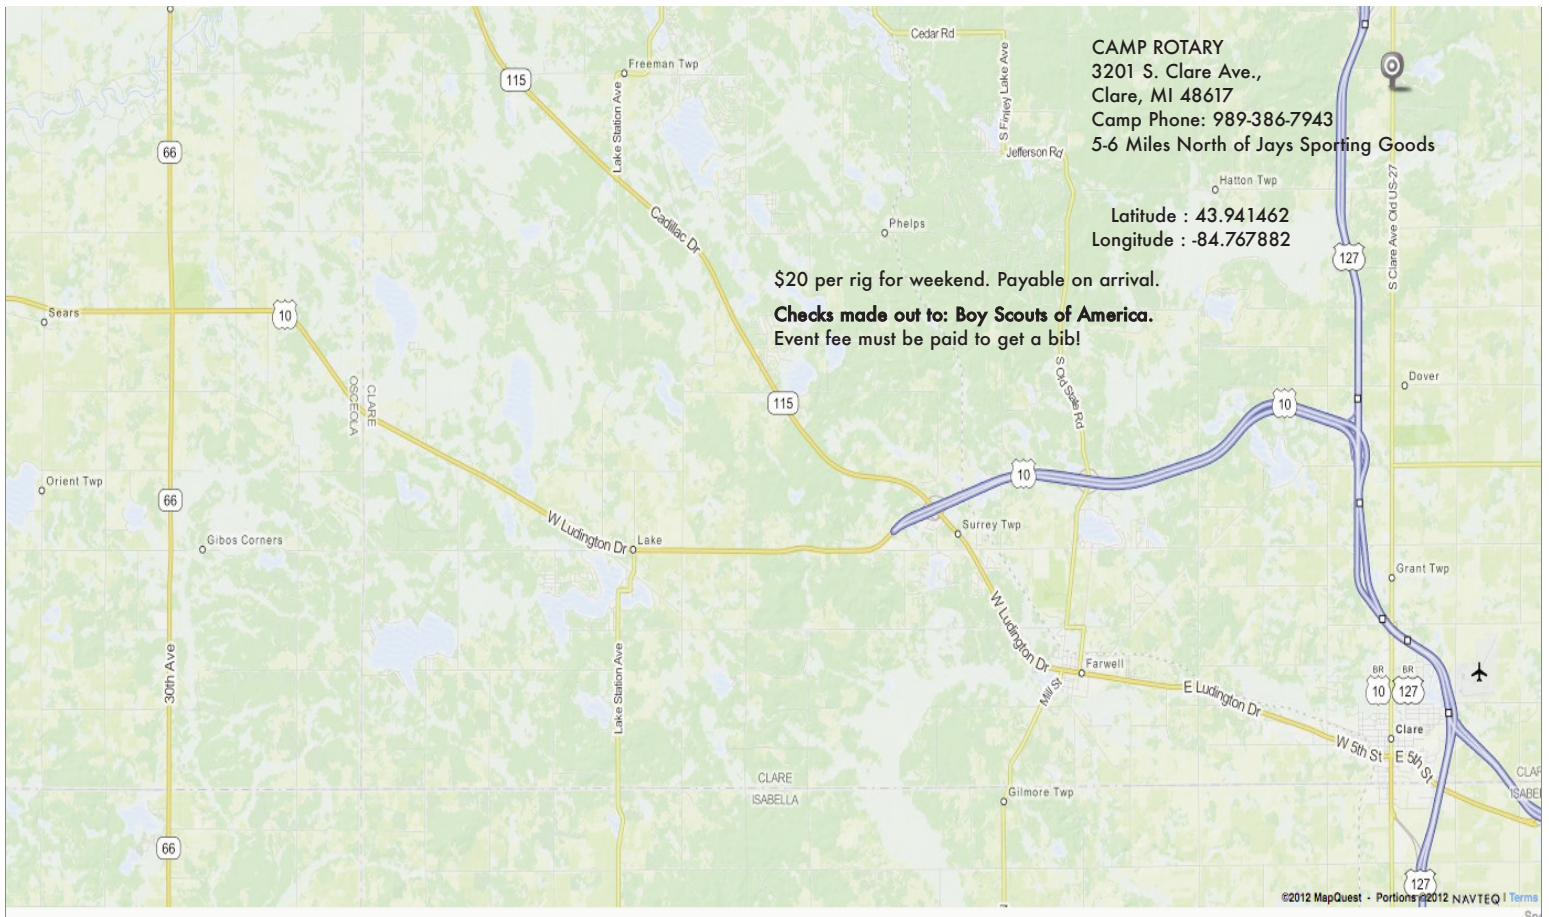 Cedar Rd
CAMP ROTARY
3201 S. Clare Ave.,
Clare, MI 48617
Camp Phone: 989-386-7943
5-6 Miles North of Jays Sporting Goods
Latitude : 43.941462
Longitude : -84.767882
$20 per rig for weekend. Payable on arrival.
Checks made out to: Boy Scouts of America.
Event fee must be paid to get a bib!
Freeman Twp
115
Lake Station Ave
S Finley Lake Ave
Jefferson Rd
66
Hatton Twp
S Clare Ave Old US-27
Phelps
Cadillac Dr
127
Sears
10
CLARE
OSCEOLA
S Old State Rd
Dover
115
10
10
Orient Twp
66
W Ludington Dr
Lake
Surrey Twp
Gibos Corners
Grant Twp
W Ludington Dr
30th Ave
Lake Station Ave
Farwell
Mill St
E Ludington Dr
BR
10
BR
127
Clare
W 5th St
E 5th St
CLARE
ISABELLA
Gilmore Twp
CLAR
ISABEL
66
127
©2012 MapQuest - Portions ©2012 NAVTEQ | Terms